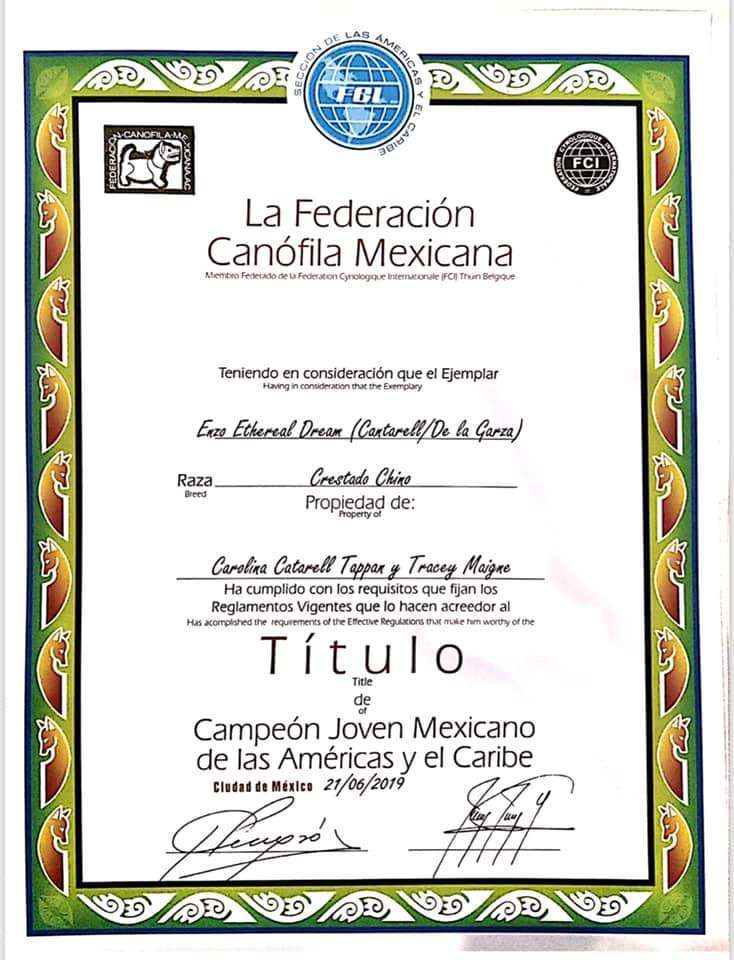 SECCIÓN DE LAS AMÉRICAS Y EL CARIBE
FCI
FEDERACION-CANOFILA-MEXICANA,A.C.
FEDERATION CYNOLOGIQUE INTERNATIONALE
FCI
La Federación
Canófila Mexicana
Miembro Federado de la Federation Cynologique Internationale (FCI) Thuin Belgique
Teniendo en consideración que el Ejemplar
Having in consideration that the Exemplary
Enzo Ethereal Dream (Cantarell/De la Garza)
Raza Crestado Chino
Breed
Propiedad de:
Property of
Carolina Catarell Tappan y Tracey Maigne
Ha cumplido con los requisitos que fijan los
Reglamentos Vigentes que lo hacen acreedor al
Has acomplished the requirements of the Effective Regulations that make him worthy of the
Título
Title
de
of
Campeón Joven Mexicano
de las Américas y el Caribe
Ciudad de México 21/06/2019